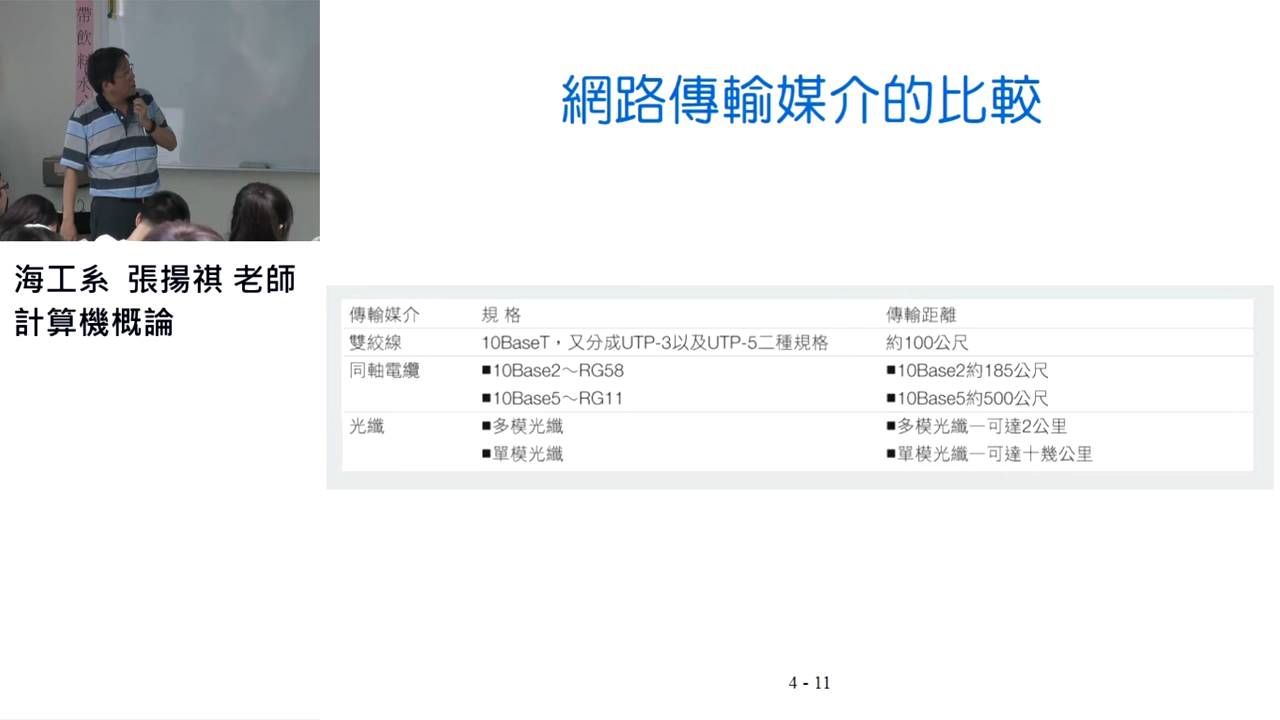 帶飲料水
海工系 張揚祺 老師
計算機概論
網路傳輸媒介的比較
傳輸媒介 規 格 傳輸距離
雙絞線 10BaseT，又分成UTP-3以及UTP-5二種規格 約100公尺
同軸電纜 ■10Base2～RG58 ■10Base2約185公尺
■10Base5～RG11 ■10Base5約500公尺
光纖 ■多模光纖 ■多模光纖—可達2公里
■單模光纖 ■單模光纖—可達十幾公里
4 - 11